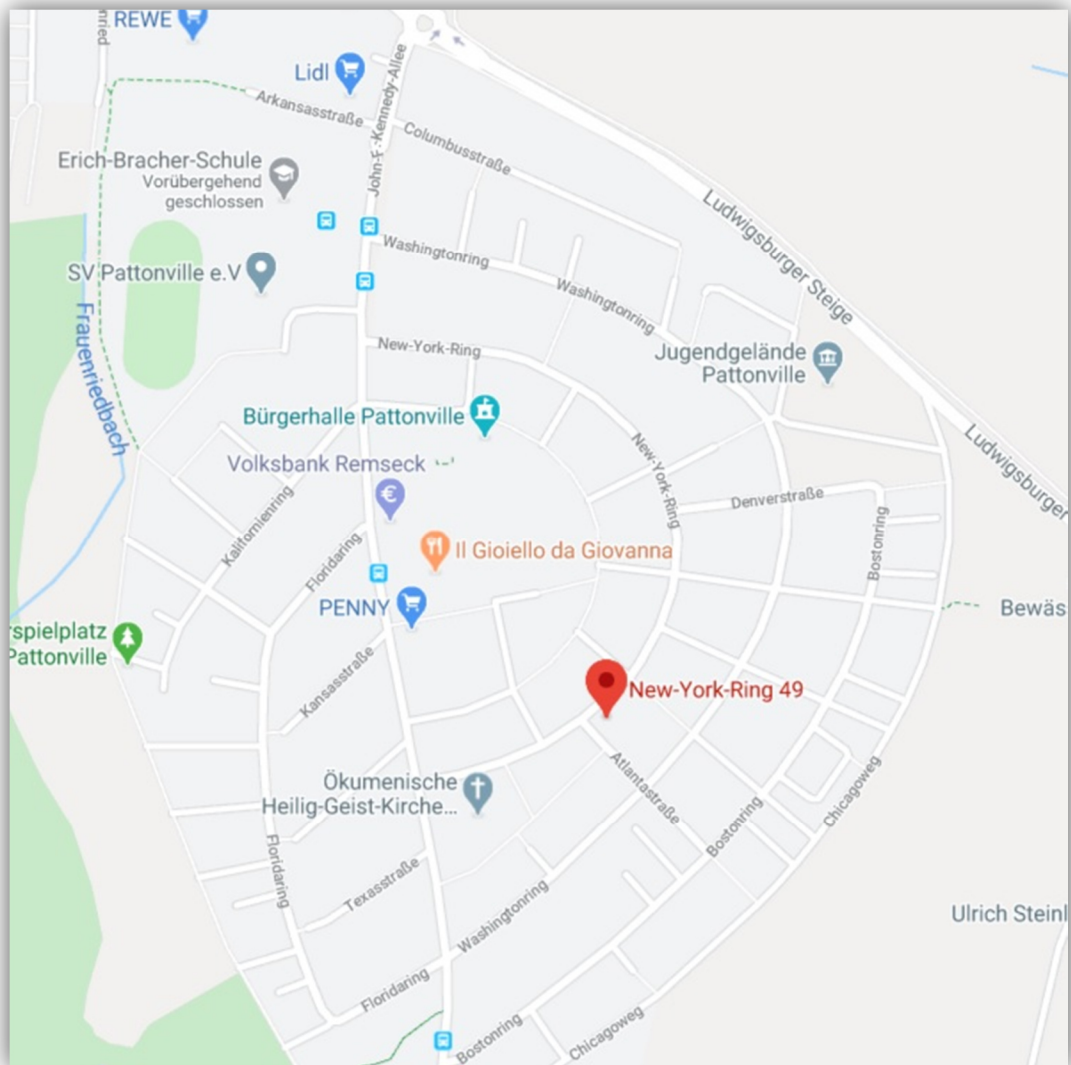 REWE
nried
Lidl
John-F.-Kennedy-Allee
Arkansasstraße
Columbusstraße
Erich-Bracher-Schule
Vorübergehend
geschlossen
Ludwigsburger Steige
Washingtonring
SV Pattonville e.V
Washingtonring
Frauenriedbach
New-York-Ring
Jugendgelände
Pattonville
Bürgerhalle Pattonville
Ludwigsburger
New-York-Ring
Volksbank Remseck
Denverstraße
Kalifornienring
Floridaring
Bostonring
Il Gioiello da Giovanna
PENNY
Bewäs
rspielplatz
Pattonville
Kansasstraße
New-York-Ring 49
Atlantastraße
Ökumenische
Heilig-Geist-Kirche...
Chicagoweg
Bostonring
Floridaring
Texasstraße
Washingtonring
Ulrich Steinl
Floridaring
Bostonring
Chicagoweg